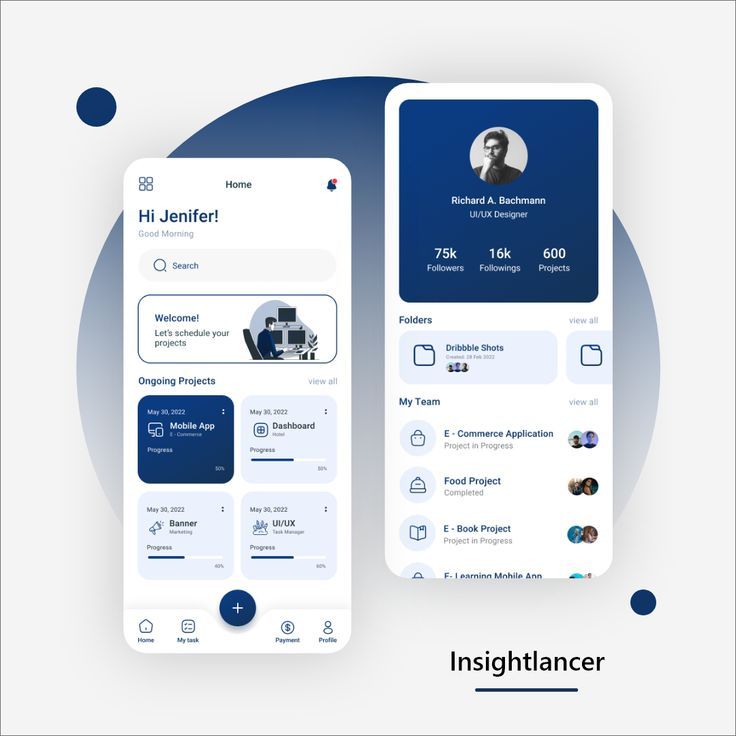 Home
Hi Jenifer!
Good Morning
Search
Welcome!
Let's schedule your
projects
Ongoing Projects
view all
May 30, 2022
Mobile App
E - Commerce
Progress
50%
May 30, 2022
Dashboard
Hotel
Progress
50%
May 30, 2022
Banner
Marketing
Progress
40%
May 30, 2022
UI/UX
Task Manager
Progress
60%
Home
My task
Payment
Profile
Richard A. Bachmann
UI/UX Designer
75k
Followers
16k
Followings
600
Projects
Folders
view all
Dribbble Shots
Created: 28 Feb 2022
My Team
view all
E - Commerce Application
Project in Progress
Food Project
Completed
E - Book Project
Project in Progress
E- Learning Mobile App
Insightlancer